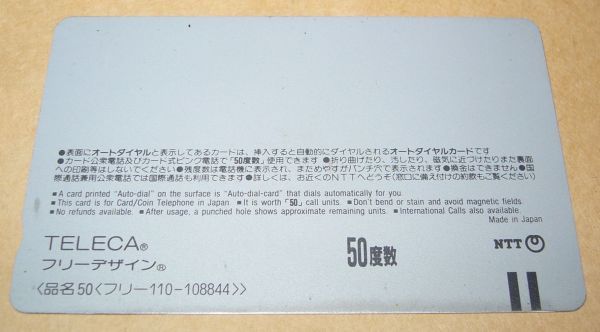 ●表面にオートダイヤルと表示してあるカードは、挿入すると自動的にダイヤルされるオートダイヤルカードです
●カード公衆電話及びカード式ピンク電話で「50度数」使用できます ●折り曲げたり、汚したり、磁気に近づけたりまた裏面
への印刷等はしないでください ●残度数は電話機に表示され、まためやすがパンチ穴で表示されます ●換金はできません ●国
際通話兼用公衆電話では国際通話も利用できます ●詳しくは、お近くのNTTへどうぞ(窓口に備え付けの約款もご覧ください)
■A card printed "Auto-dial" on the surface is "Auto-dial-card" that dials automatically for you.
■This card is for Card/Coin Telephone in Japan ■It is worth「50」call units. ■Don't bend or stain and avoid magnetic fields.
■No refunds available. ■After usage, a punched hole shows approximate remaining units. ■International Calls also available.
Made in Japan
TELECA®
フリーデザイン®
50度数
NTT
〈品名50〈フリー110-108844〉〉